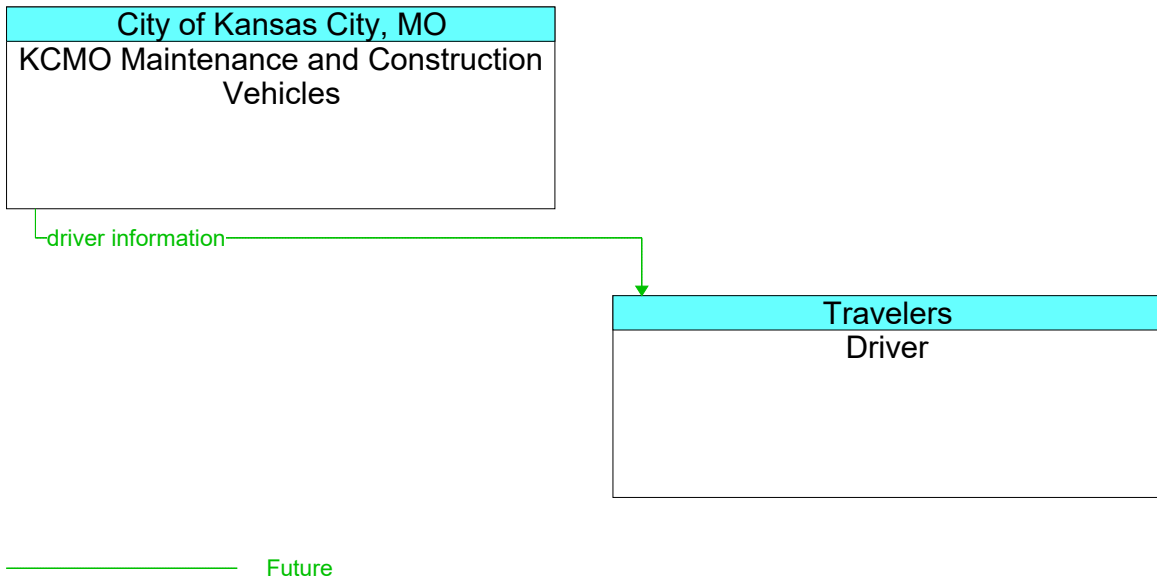 City of Kansas City, MO
KCMO Maintenance and Construction
Vehicles
driver information
Travelers
Driver
Future